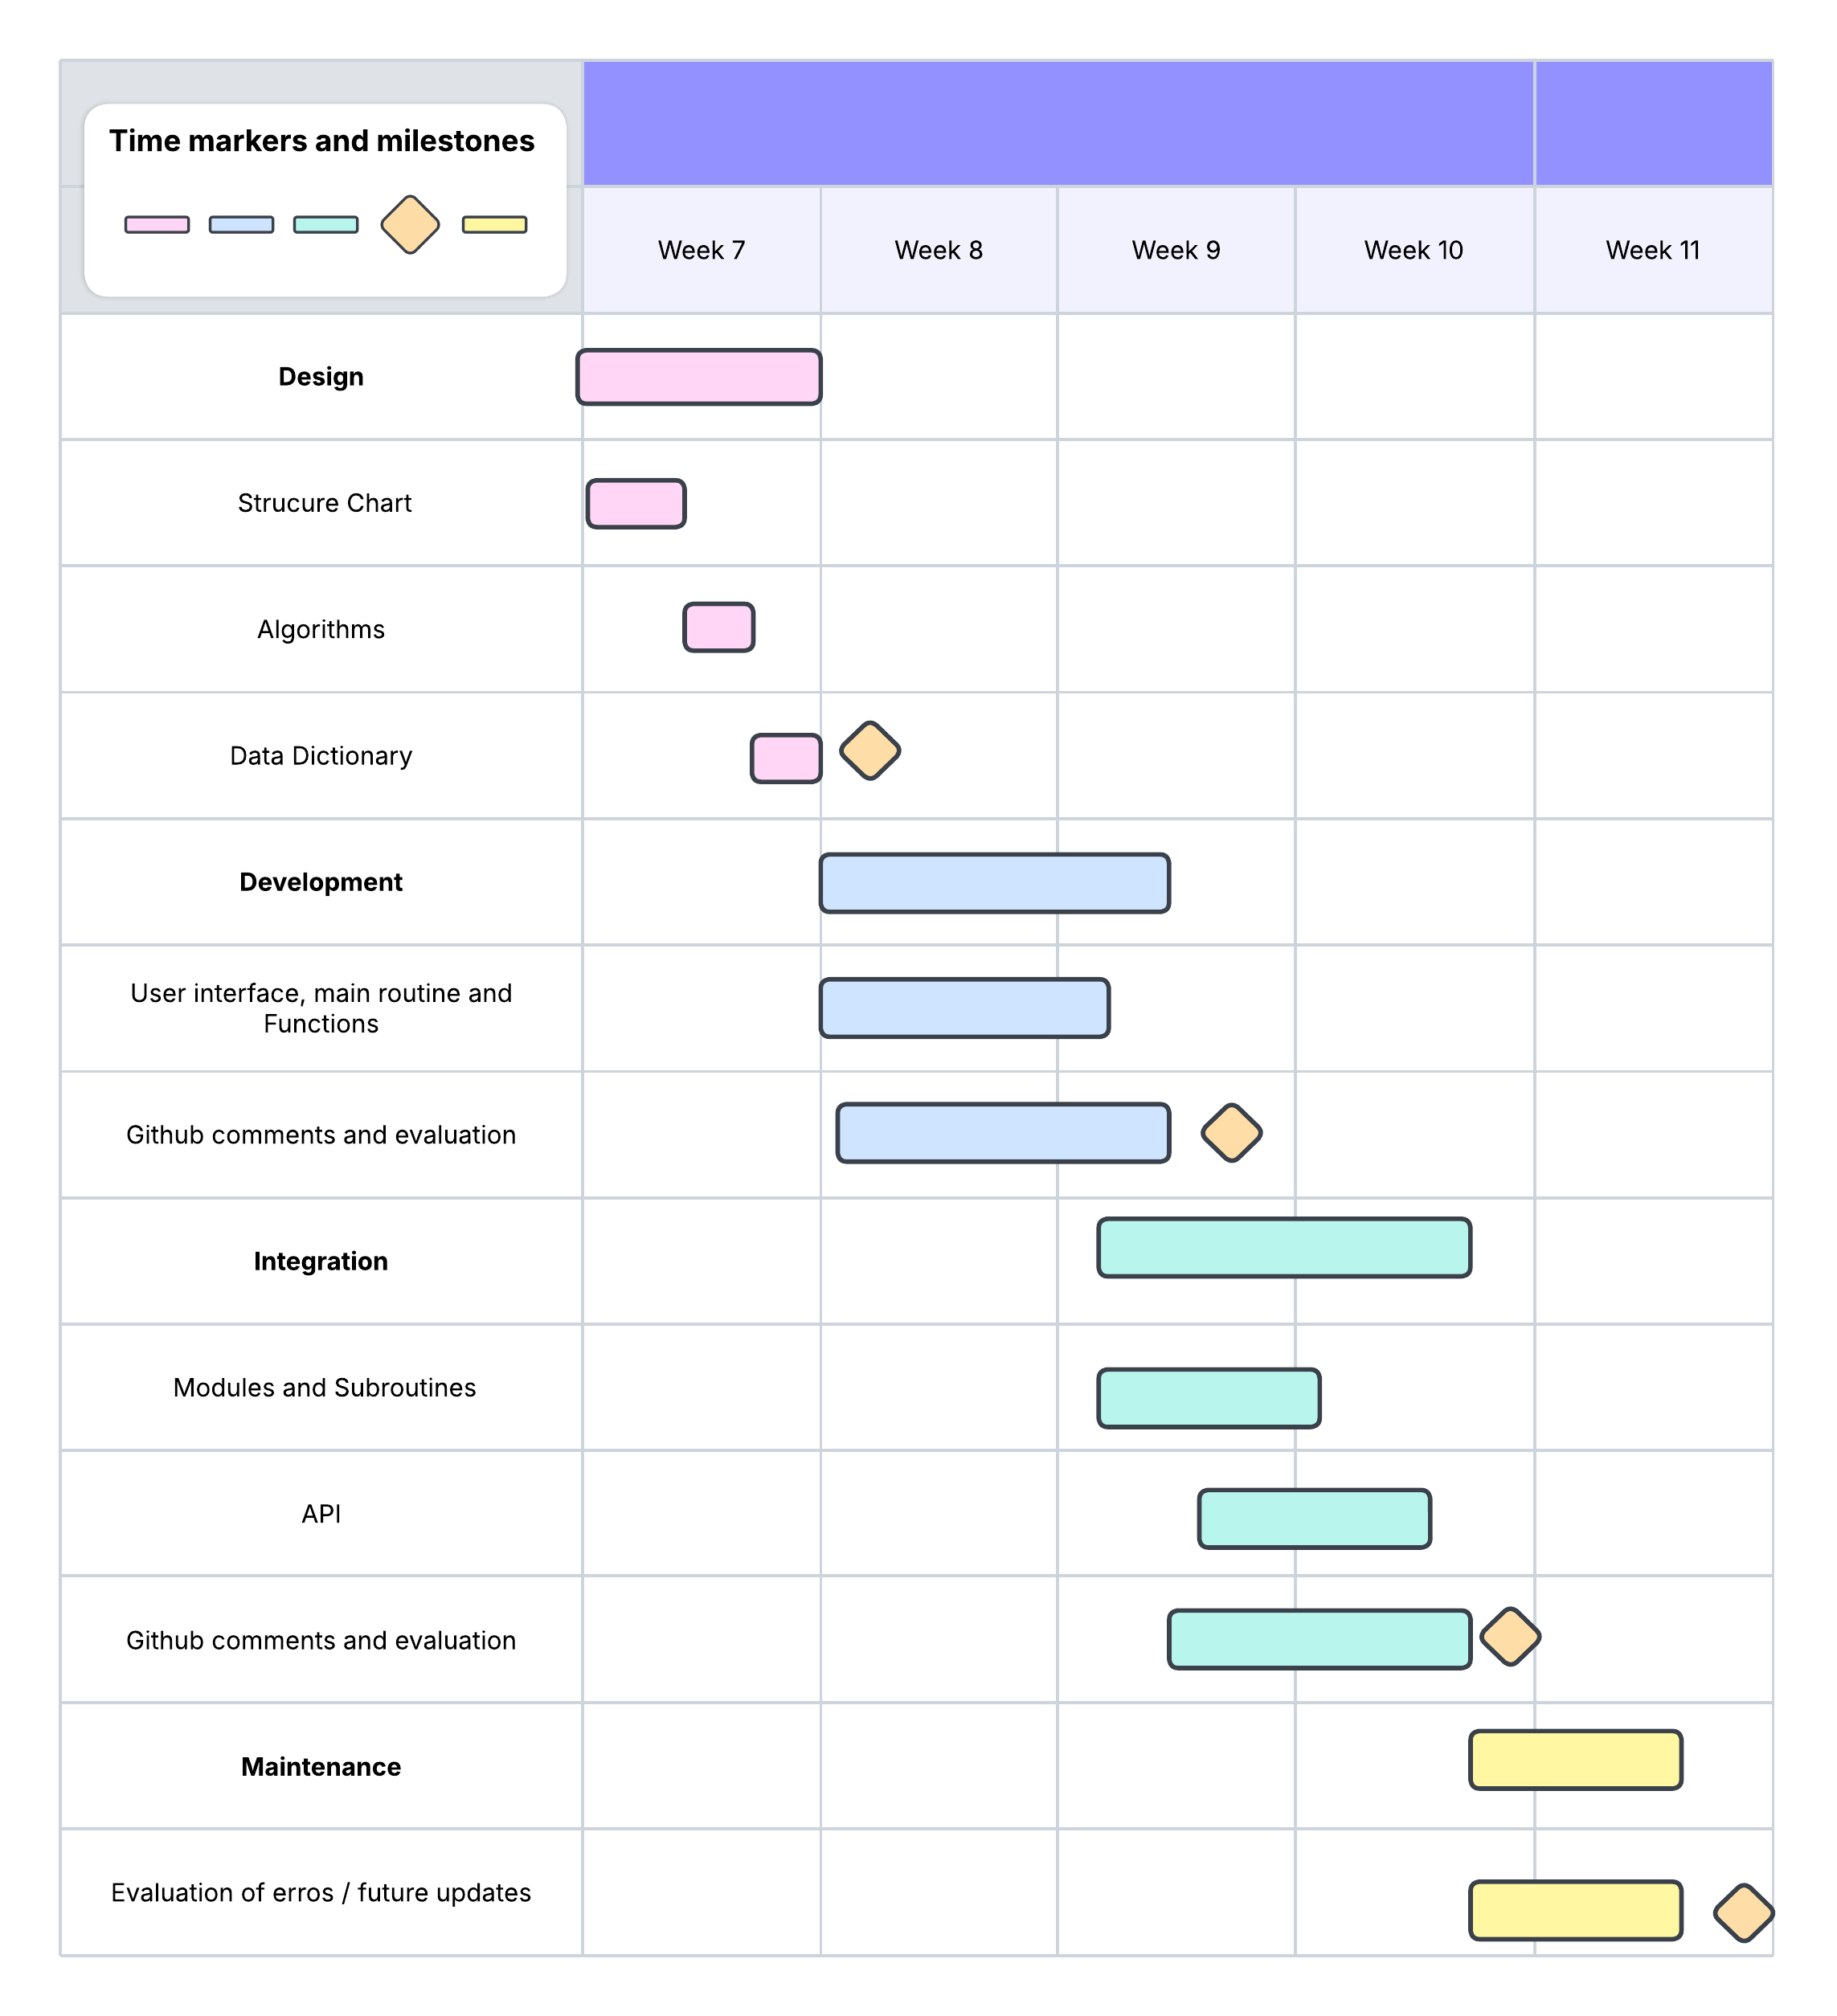 Time markers and milestones
Week 7
Week 8
Week 9
Week 10
Week 11
Design
Strucure Chart
Algorithms
Data Dictionary
Development
User interface, main routine and
Functions
Github comments and evaluation
Integration
Modules and Subroutines
API
Github comments and evaluation
Maintenance
Evaluation of erros / future updates